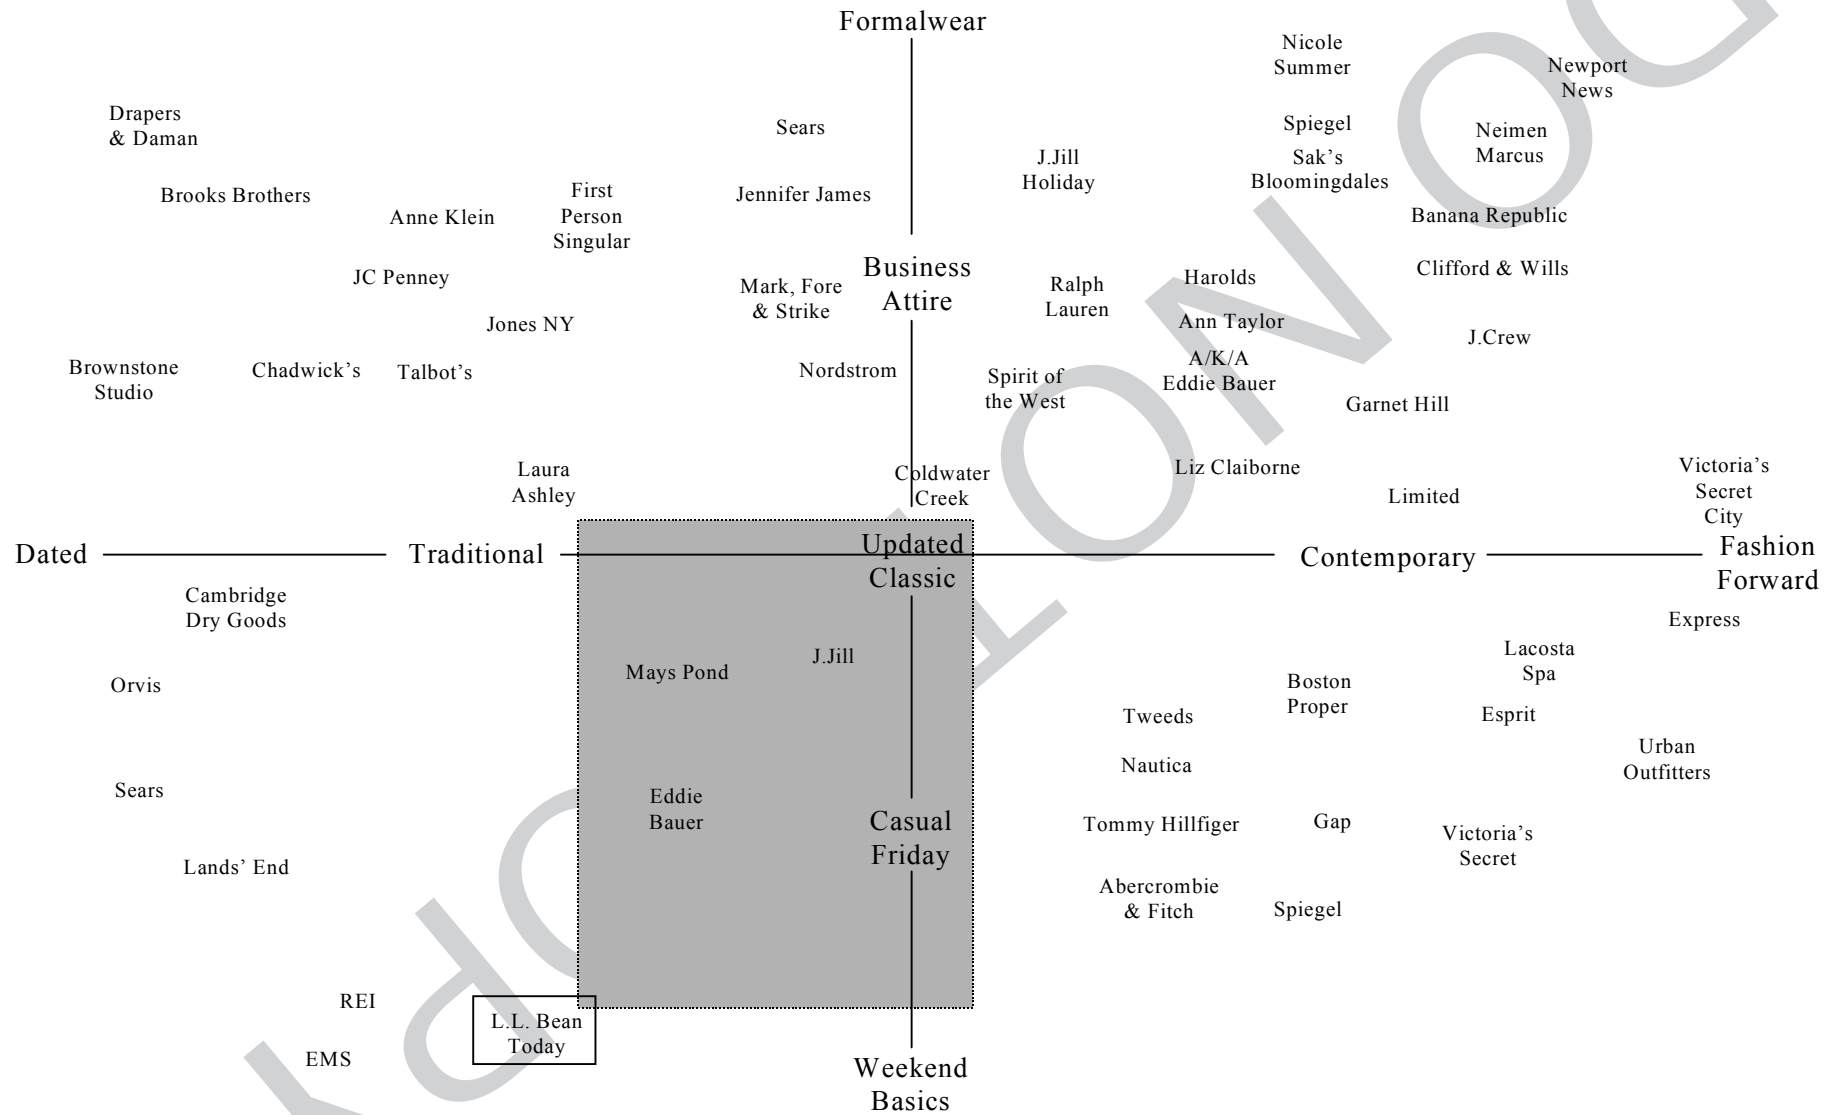 Formalwear
Nicole
Summer
Newport
News
Drapers
& Daman
Sears
Spiegel
Neimen
Marcus
J.Jill
Holiday
Sak’s
Bloomingdales
Brooks Brothers
Anne Klein
First
Person
Singular
Jennifer James
Banana Republic
JC Penney
Mark, Fore
& Strike
Business
Attire
Ralph
Lauren
Harolds
Clifford & Wills
Jones NY
Ann Taylor
J.Crew
Brownstone
Studio
Chadwick’s
Talbot’s
Nordstrom
Spirit of
the West
A/K/A
Eddie Bauer
Garnet Hill
Laura
Ashley
Coldwater
Creek
Liz Claiborne
Limited
Victoria’s
Secret
City
Dated
Traditional
Updated
Classic
Contemporary
Fashion
Forward
Cambridge
Dry Goods
Express
Mays Pond
J.Jill
Lacosta
Spa
Orvis
Boston
Proper
Tweeds
Esprit
Nautica
Urban
Outfitters
Sears
Eddie
Bauer
Casual
Friday
Tommy Hillfiger
Gap
Victoria’s
Secret
Lands’ End
Abercrombie
& Fitch
Spiegel
REI
L.L. Bean
Today
EMS
Weekend
Basics
DO NOT
OPY